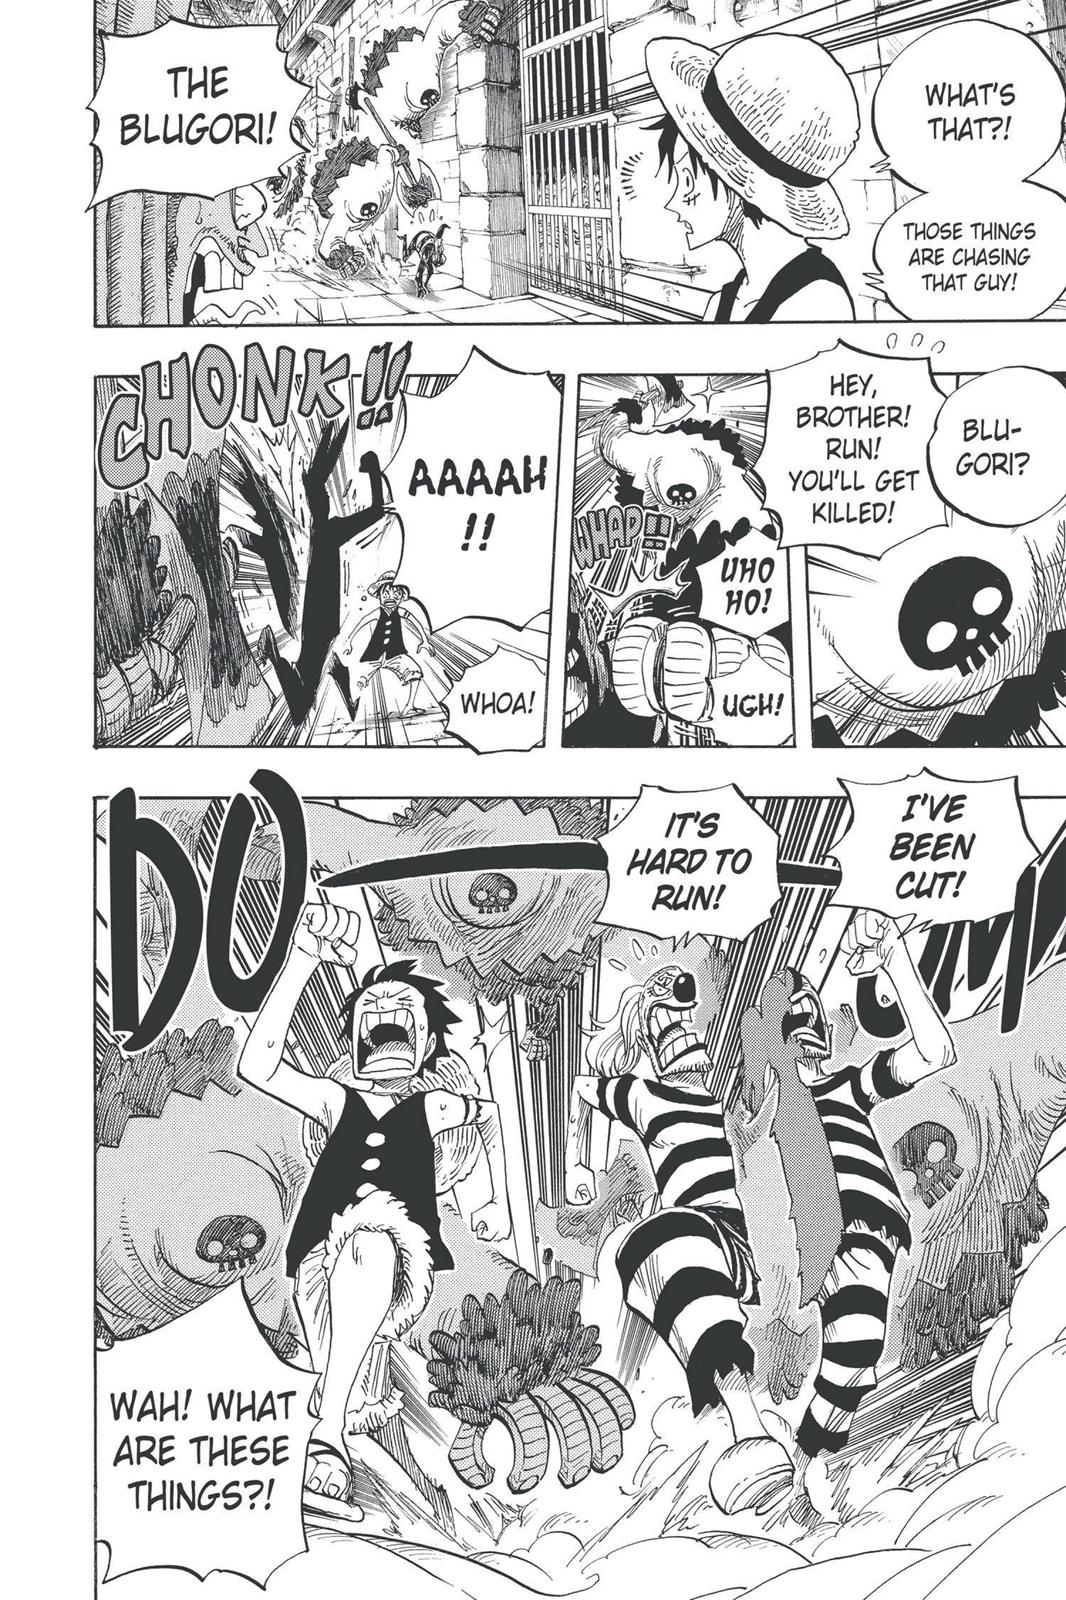 WHAT'S
THAT?!
THOSE THINGS
ARE CHASING
THAT GUY!
THE
BLUGORI!
BLU-
GORI?
HEY,
BROTHER!
RUN!
YOU'LL GET
KILLED!
WHAP!!
UHO
HO!
UGH!
CHONK!!
AAAAH
!!
WHOA!
I'VE
BEEN
CUT!
IT'S
HARD TO
RUN!
DO
WAH! WHAT
ARE THESE
THINGS?!